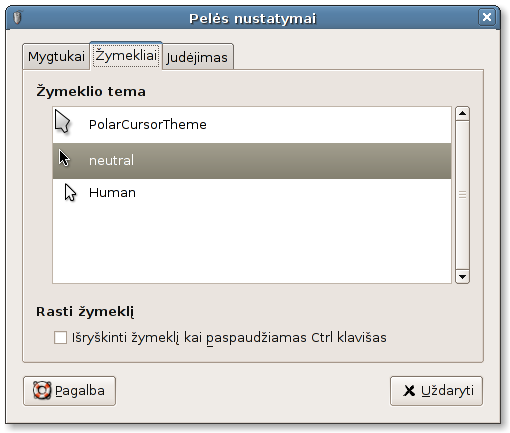 Pelės nustatymai
Mygtukai Žymekliai Judėjimas
Žymeklio tema
PolarCursorTheme
neutral
Human
Rasti žymeklį
Išryškinti žymeklį kai paspaudžiamas Ctrl klavišas
Pagalba Uždaryti